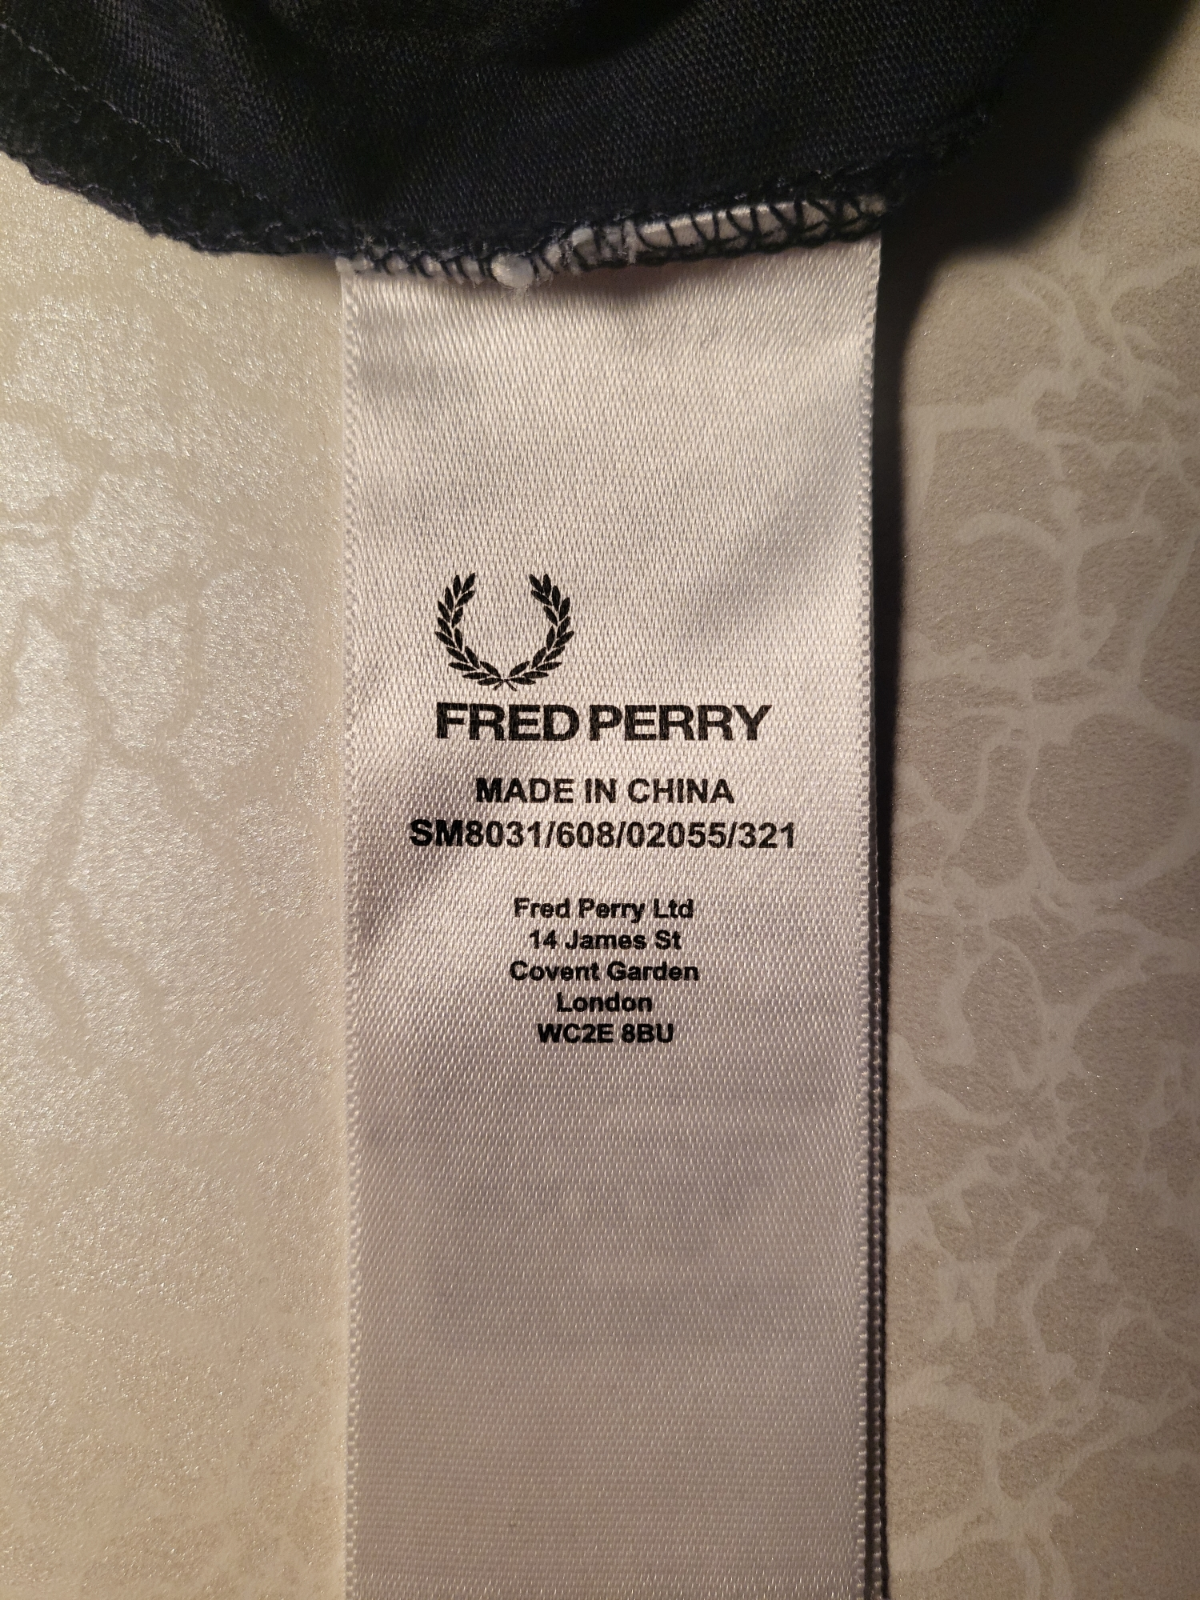 FRED PERRY
MADE IN CHINA
SM8031/608/02055/321
Fred Perry Ltd
14 James St
Covent Garden
London
WC2E 8BU